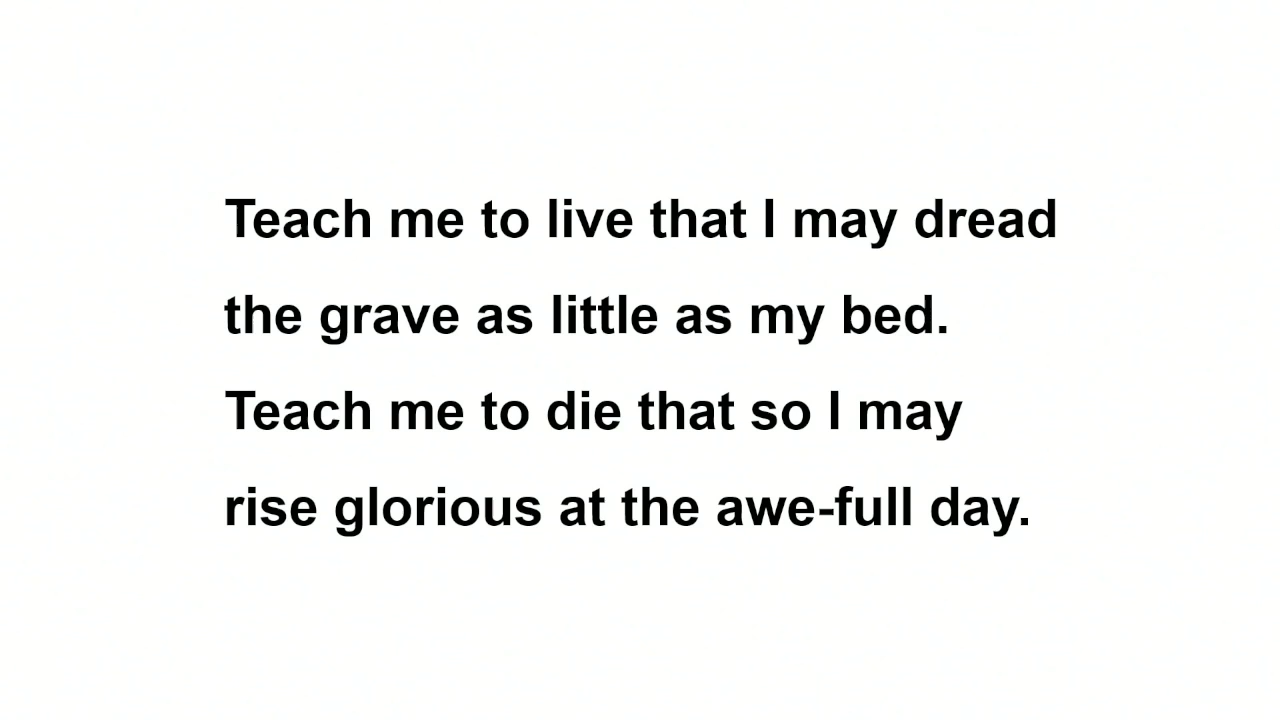 Teach me to live that I may dread
the grave as little as my bed.
Teach me to die that so I may
rise glorious at the awe-full day.